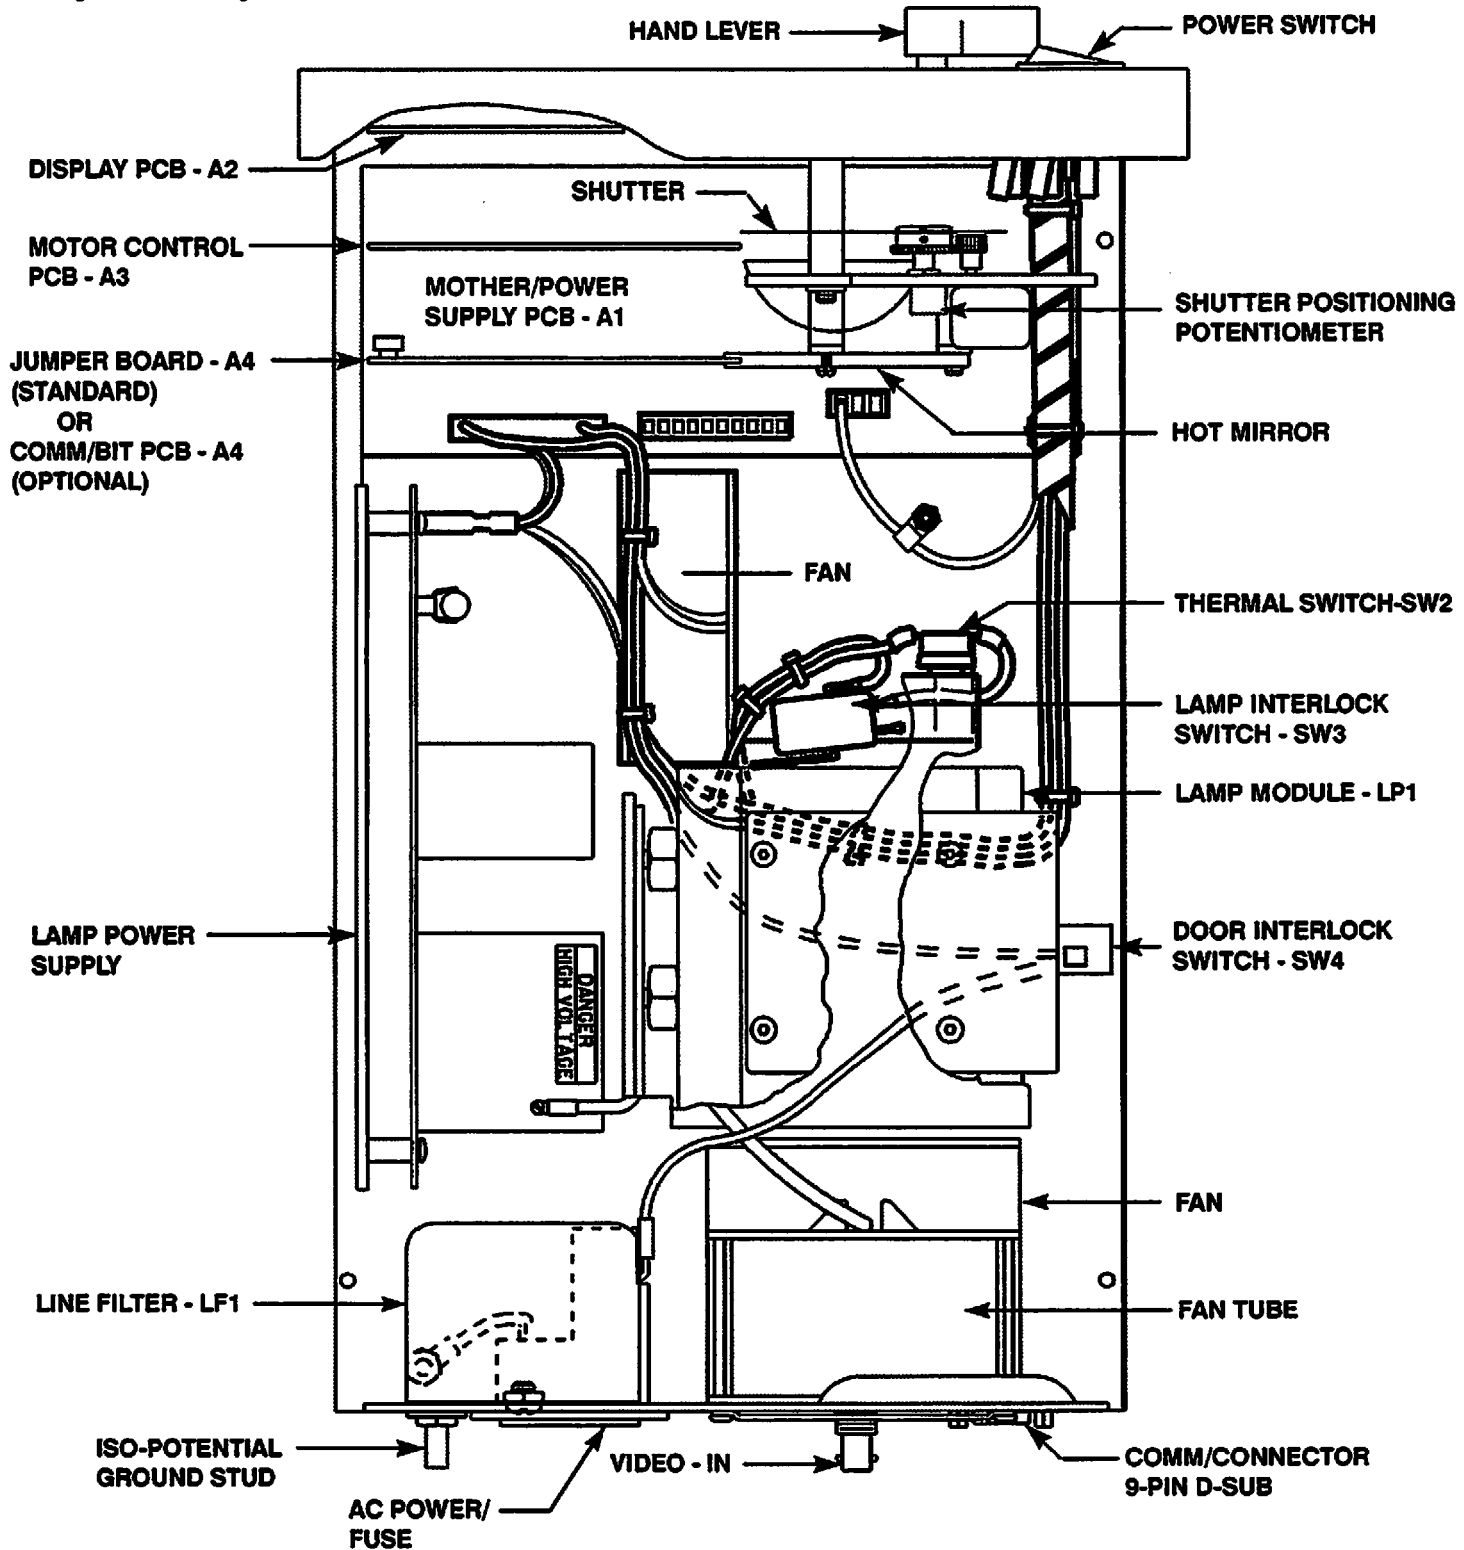 HAND LEVER
POWER SWITCH
DISPLAY PCB - A2
SHUTTER
MOTOR CONTROL
PCB - A3
MOTHER/POWER
SUPPLY PCB - A1
SHUTTER POSITIONING
POTENTIOMETER
JUMPER BOARD - A4
(STANDARD)
OR
COMM/BIT PCB - A4
(OPTIONAL)
HOT MIRROR
FAN
THERMAL SWITCH-SW2
LAMP INTERLOCK
SWITCH - SW3
LAMP MODULE - LP1
LAMP POWER
SUPPLY
DOOR INTERLOCK
SWITCH - SW4
DANGER
HIGH VOLTAGE
FAN
LINE FILTER - LF1
FAN TUBE
ISO-POTENTIAL
GROUND STUD
VIDEO - IN
COMM/CONNECTOR
9-PIN D-SUB
AC POWER/
FUSE